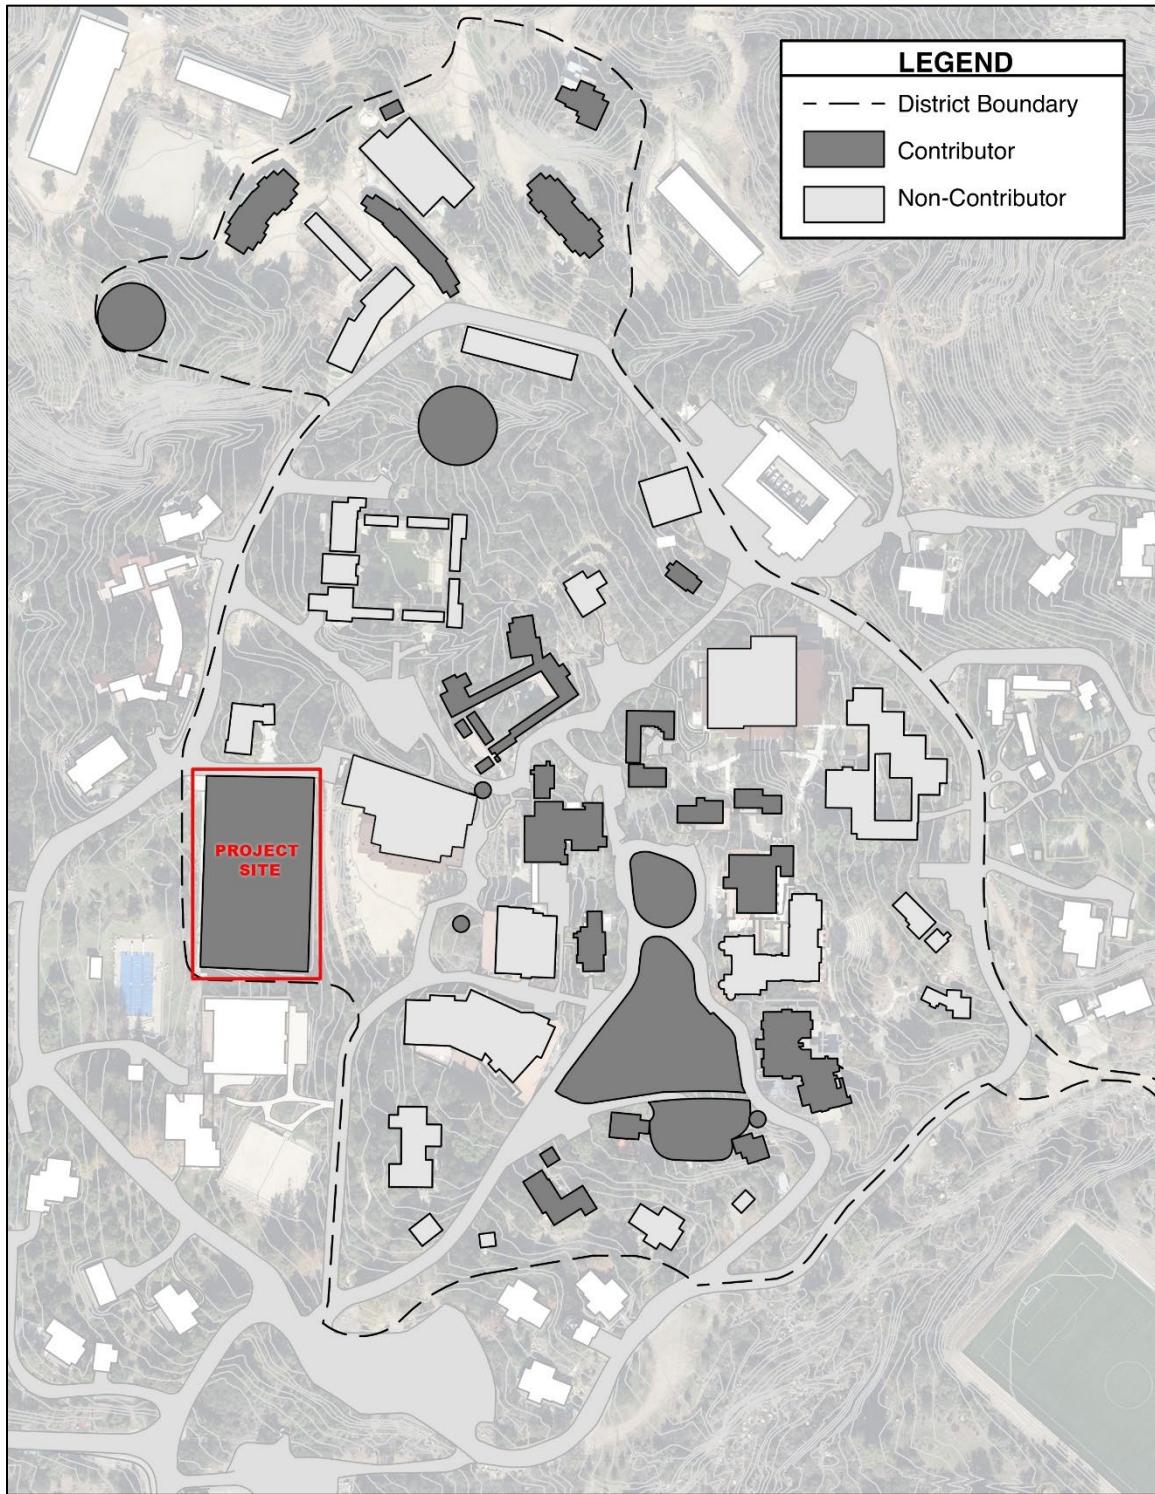 LEGEND
District Boundary
Contributor
Non-Contributor
PROJECT
SITE